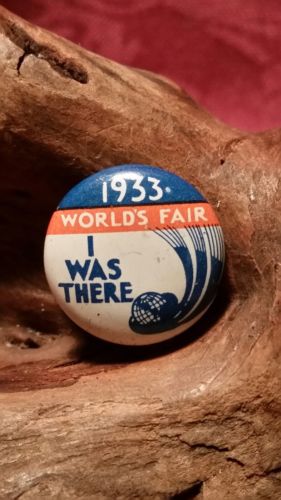 1933.
WORLD'S FAIR
I
WAS
THERE